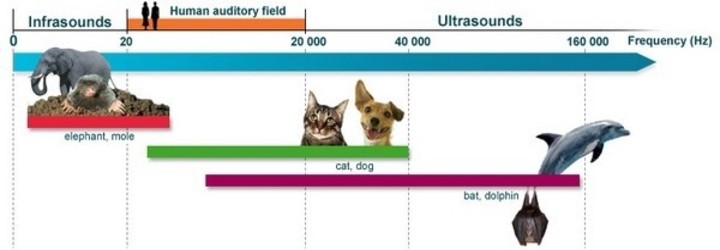 Infrasounds
Human auditory field
Ultrasounds
0
20
20 000
40 000
160 000
Frequency (Hz)
elephant, mole
cat, dog
bat, dolphin